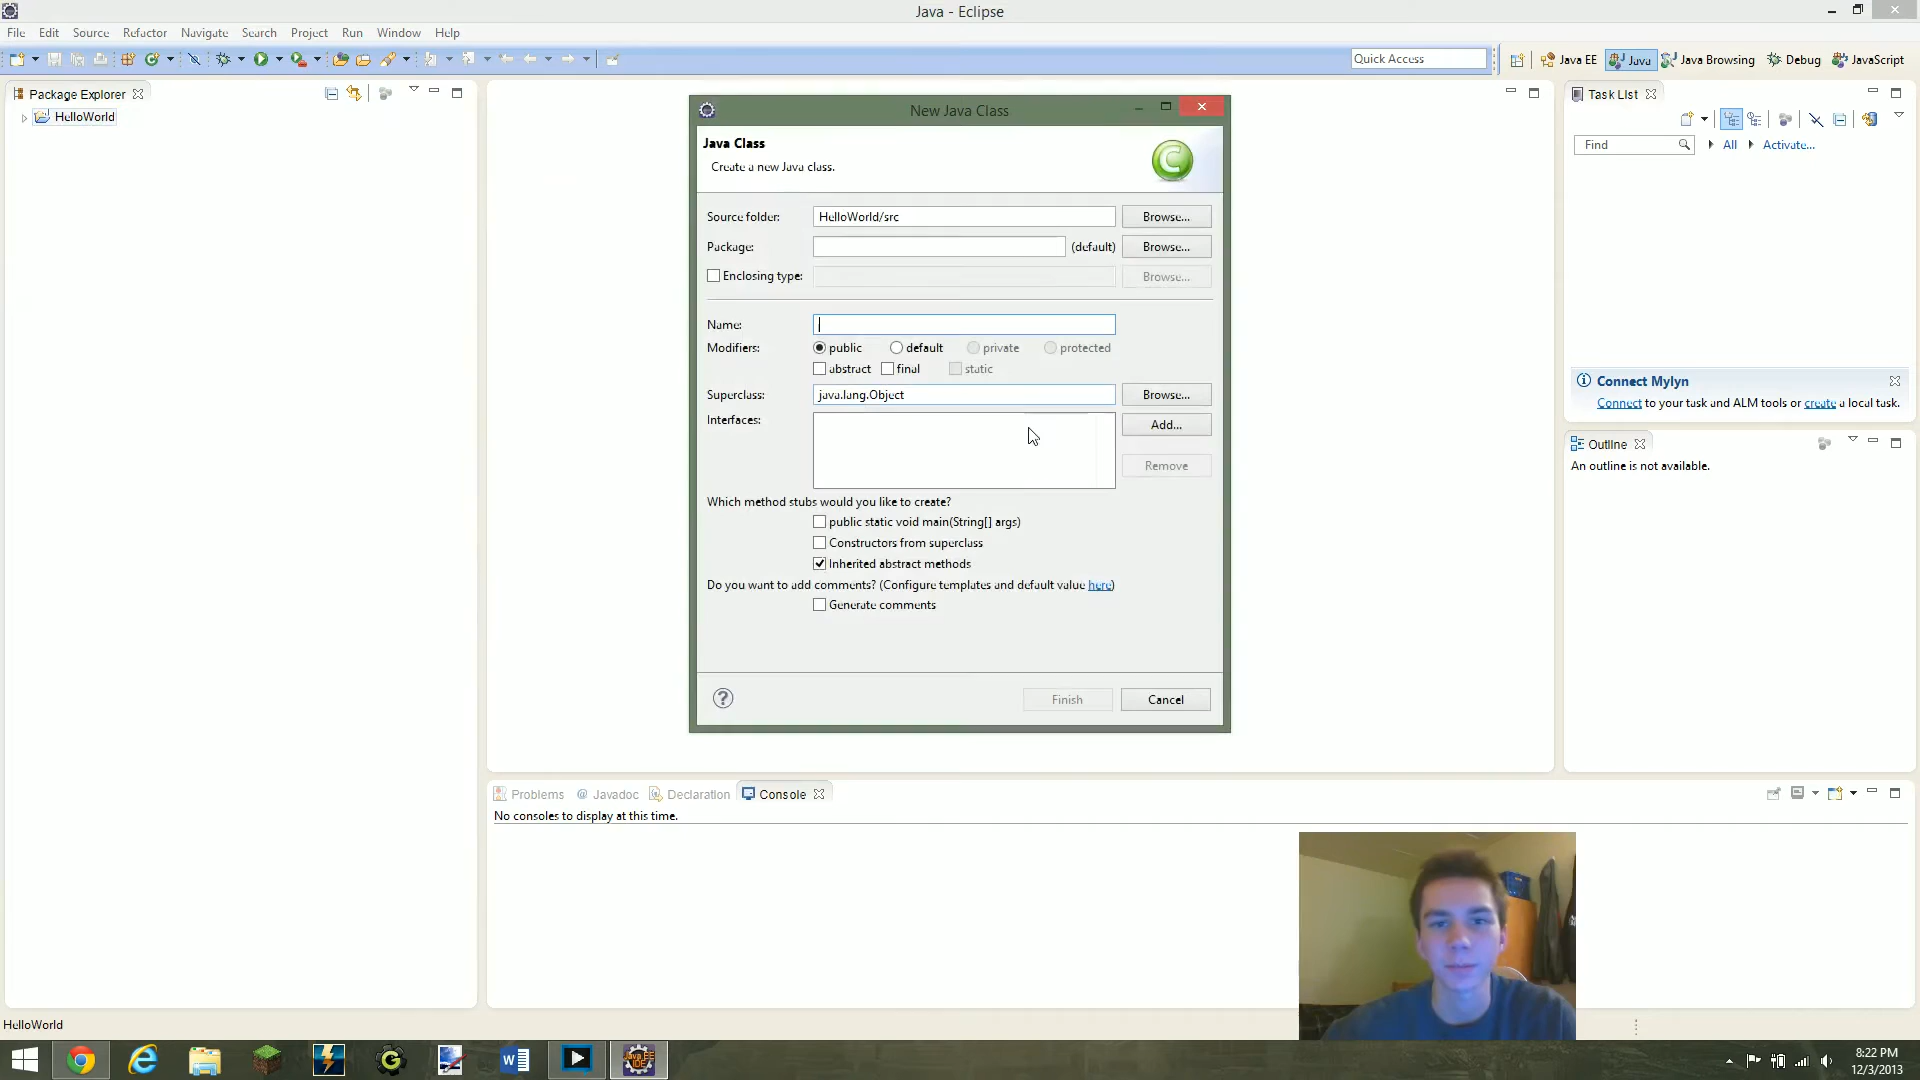 Java - Eclipse
File Edit Source Refactor Navigate Search Project Run Window Help
Quick Access
Java EE Java Java Browsing Debug JavaScript
Package Explorer
HelloWorld
New Java Class
Java Class
Create a new Java class.
Source folder: HelloWorld/src Browse...
Package: (default) Browse...
Enclosing type: Browse...
Name:
Modifiers: public default private protected
abstract final static
Superclass: java.lang.Object Browse...
Interfaces: Add...
Remove
Which method stubs would you like to create?
public static void main(String[] args)
Constructors from superclass
Inherited abstract methods
Do you want to add comments? (Configure templates and default value here)
Generate comments
Finish Cancel
Task List
Find All Activate...
Connect Mylyn
Connect to your task and ALM tools or create a local task.
Outline
An outline is not available.
Problems Javadoc Declaration Console
No consoles to display at this time.
HelloWorld
Java EE
IDE
8:22 PM
12/3/2013